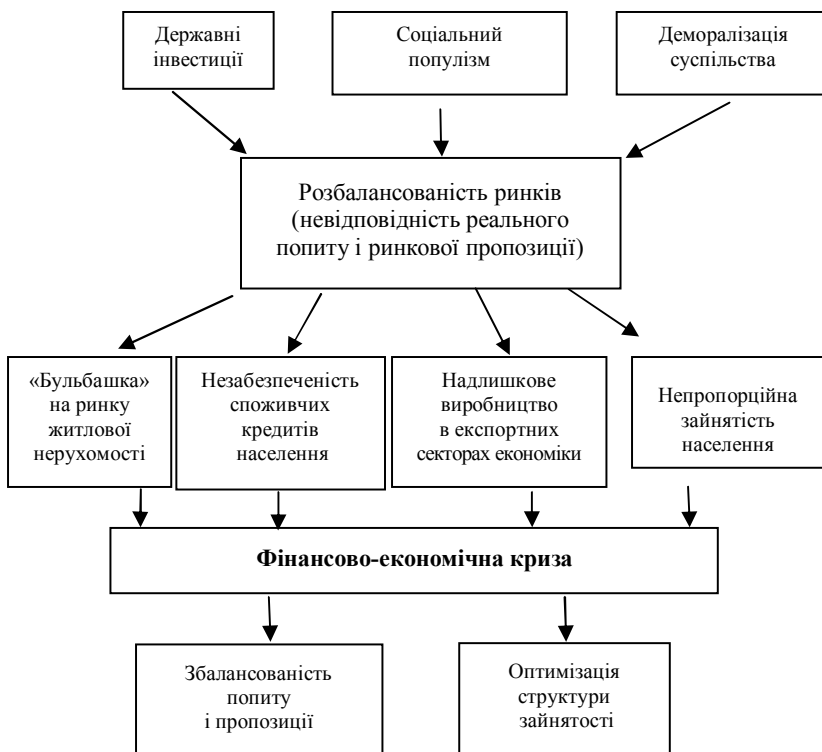 Державні
інвестиції
Соціальний
популізм
Деморалізація
суспільства
Розбалансованість ринків
(невідповідність реального
попиту і ринкової пропозиції)
«Бульбашка»
на ринку
житлової
нерухомості
Незабезпеченість
споживчих
кредитів
населення
Надлишкове
виробництво
в експортних
секторах економіки
Непропорційна
зайнятість
населення
Фінансово-економічна криза
Збалансованість
попиту
і пропозиції
Оптимізація
структури
зайнятості